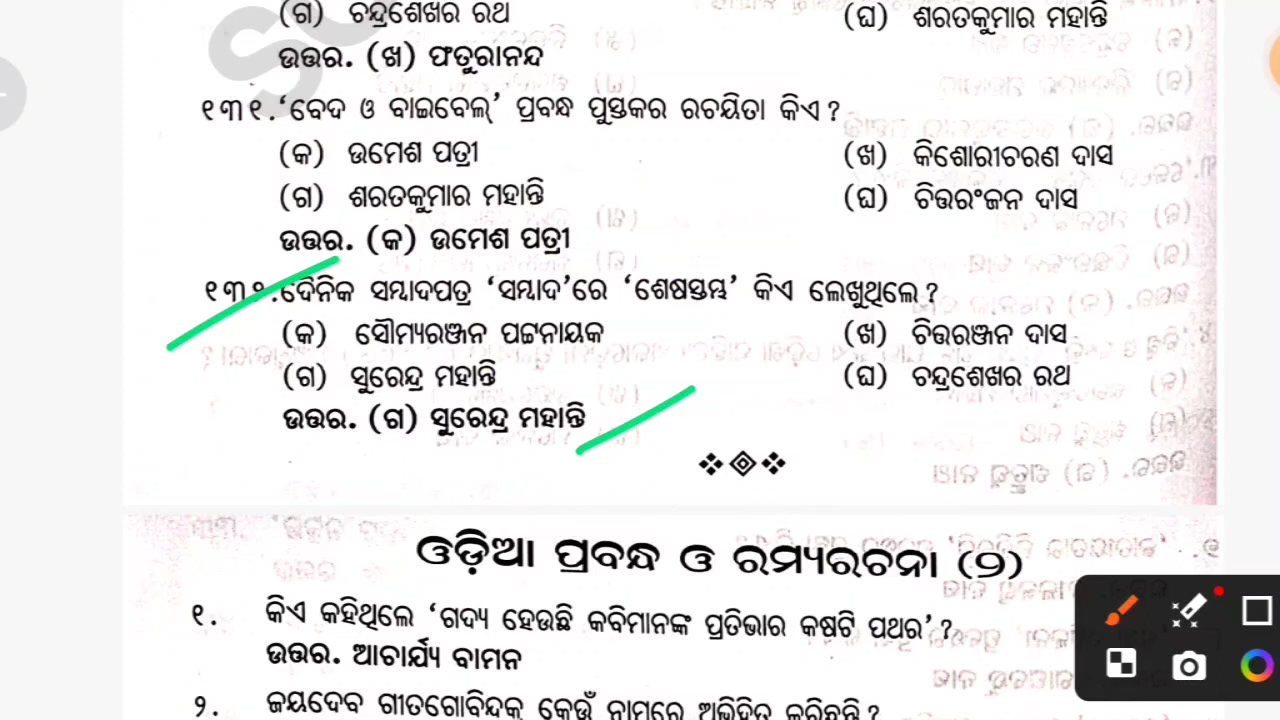 (ଗ) ଚନ୍ଦ୍ରଶେଖର ରଥ (ଘ) ଶରତକୁମାର ମହାନ୍ତି
ଉତ୍ତର. (ଖ) ଫତୁରାନନ୍ଦ
୧୩୧. ‘ବେଦ ଓ ବାଇବେଲ୍’ ପ୍ରବନ୍ଧ ପୁସ୍ତକର ରଚୟିତା କିଏ ?
(କ) ଉମେଶ ପତ୍ରୀ (ଖ) କିଶୋରୀଚରଣ ଦାସ
(ଗ) ଶରତକୁମାର ମହାନ୍ତି (ଘ) ଚିତ୍ତରଂଜନ ଦାସ
ଉତ୍ତର. (କ) ଉମେଶ ପତ୍ରୀ
୧୩୨. ଦୈନିକ ସମ୍ବାଦପତ୍ର ‘ସମ୍ବାଦ’ରେ ‘ଶେଷସ୍ତମ୍ଭ’ କିଏ ଲେଖୁଥିଲେ ?
(କ) ସୌମ୍ୟରଞ୍ଜନ ପଟ୍ଟନାୟକ (ଖ) ଚିତ୍ତରଞ୍ଜନ ଦାସ
(ଗ) ସୁରେନ୍ଦ୍ର ମହାନ୍ତି (ଘ) ଚନ୍ଦ୍ରଶେଖର ରଥ
ଉତ୍ତର. (ଗ) ସୁରେନ୍ଦ୍ର ମହାନ୍ତି
ଓଡ଼ିଆ ପ୍ରବନ୍ଧ ଓ ରମ୍ୟରଚନା (୨)
୧. କିଏ କହିଥିଲେ ‘ଗଦ୍ୟ ହେଉଛି କବିମାନଙ୍କ ପ୍ରତିଭାର କଷଟି ପଥର’ ?
ଉତ୍ତର. ଆଚାର୍ଯ୍ୟ ବାମନ
୨. ଜୟଦେବ ଗୀତଗୋବିନ୍ଦକୁ କେଉଁ ନାମରେ ଅଭିହିତ କରିଛନ୍ତି ?